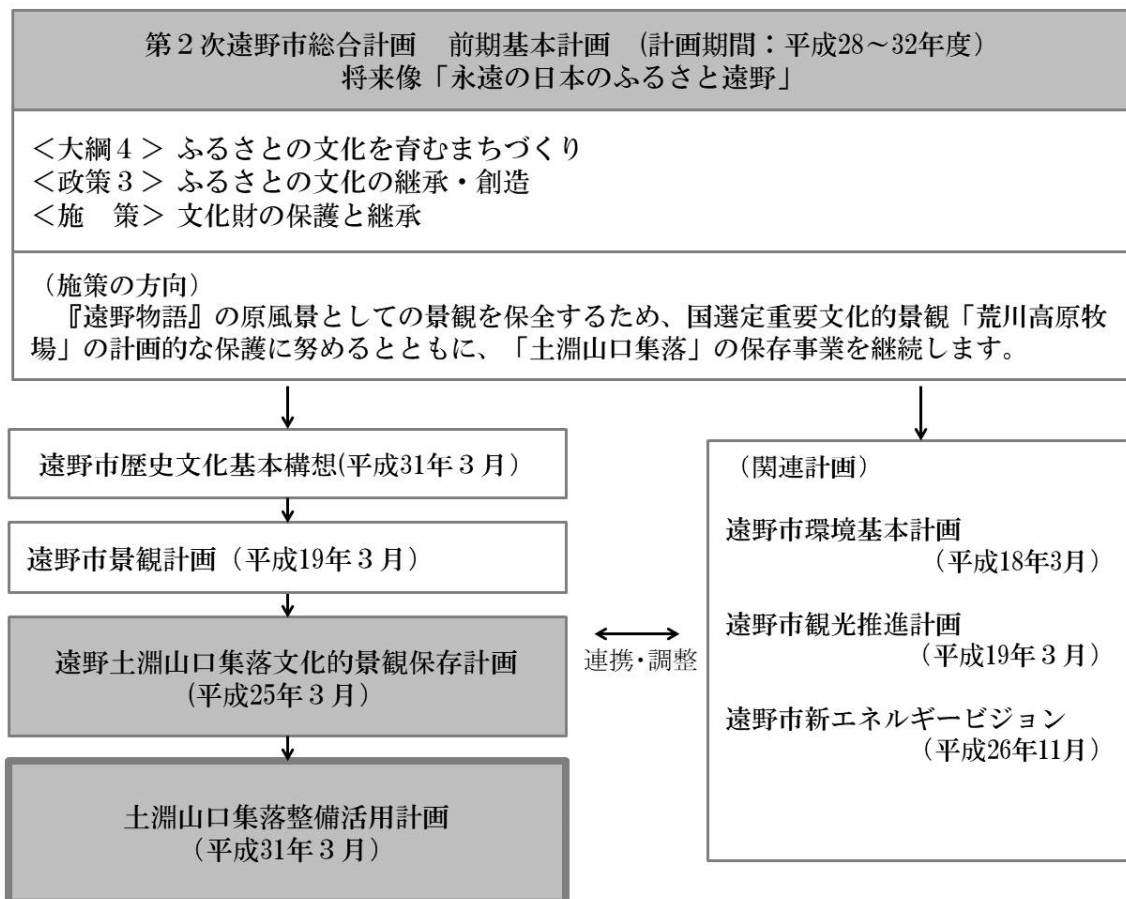 第２次遠野市総合計画　前期基本計画　（計画期間：平成28～32年度）
将来像「永遠の日本のふるさと遠野」
＜大綱４＞ ふるさとの文化を育むまちづくり
＜政策３＞ ふるさとの文化の継承・創造
＜施　策＞ 文化財の保護と継承
（施策の方向）
　『遠野物語』の原風景としての景観を保全するため、国選定重要文化的景観「荒川高原牧
場」の計画的な保護に努めるとともに、「土淵山口集落」の保存事業を継続します。
遠野市歴史文化基本構想(平成31年３月）
遠野市景観計画（平成19年３月）
遠野土淵山口集落文化的景観保存計画
(平成25年３月）
土淵山口集落整備活用計画
（平成31年３月）
連携・調整
（関連計画）
遠野市環境基本計画
（平成18年3月）
遠野市観光推進計画
（平成19年３月）
遠野市新エネルギービジョン
（平成26年11月）